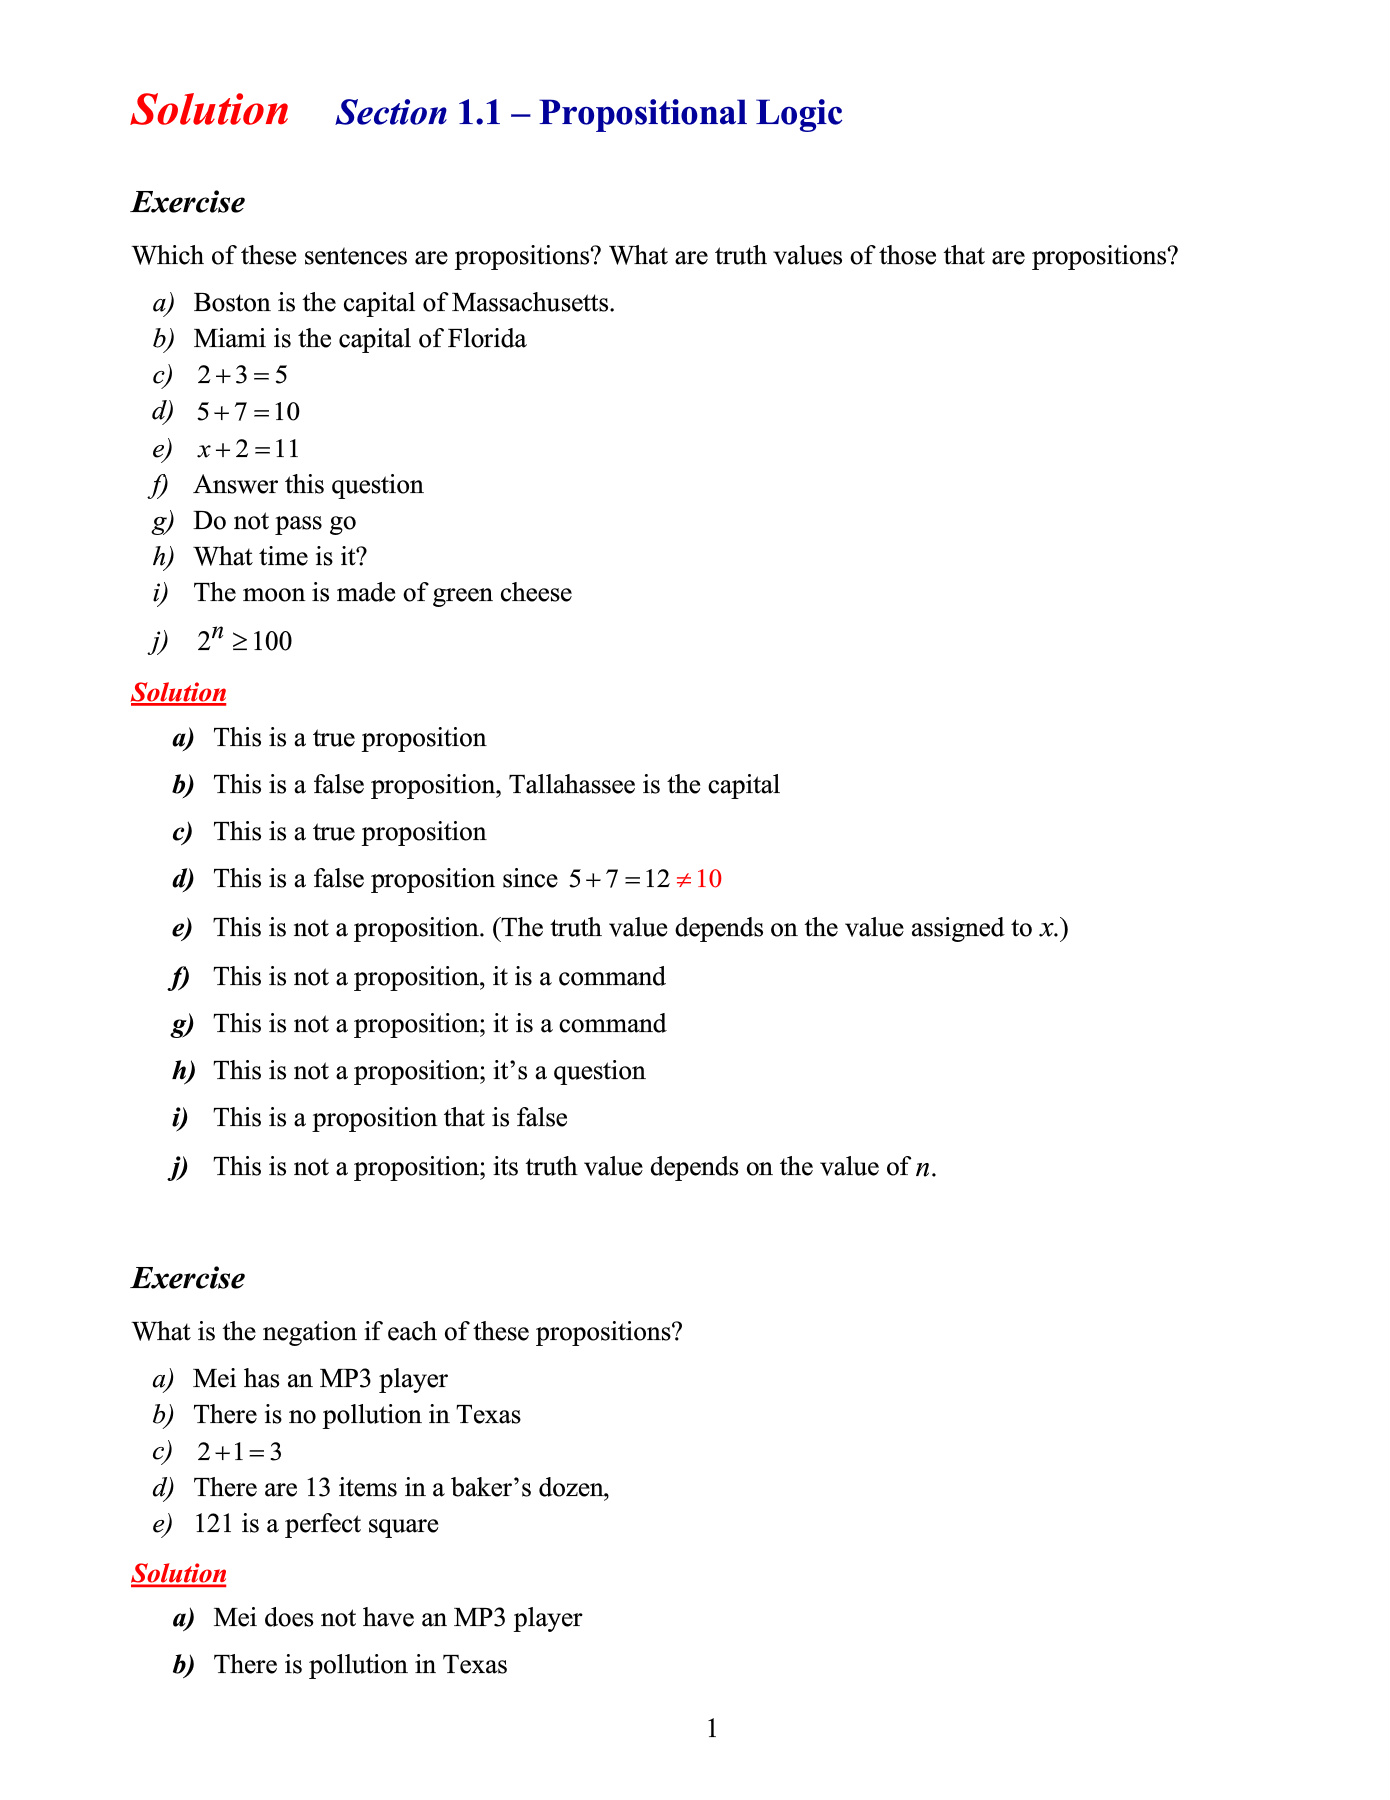 Solution Section 1.1 – Propositional Logic
Exercise
Which of these sentences are propositions? What are truth values of those that are propositions?
a) Boston is the capital of Massachusetts.
b) Miami is the capital of Florida
c) 2 + 3 = 5
d) 5 + 7 = 10
e) x + 2 = 11
f) Answer this question
g) Do not pass go
h) What time is it?
i) The moon is made of green cheese
j) 2ⁿ ≥ 100
Solution
a) This is a true proposition
b) This is a false proposition, Tallahassee is the capital
c) This is a true proposition
d) This is a false proposition since 5 + 7 = 12 ≠ 10
e) This is not a proposition. (The truth value depends on the value assigned to x.)
f) This is not a proposition, it is a command
g) This is not a proposition; it is a command
h) This is not a proposition; it’s a question
i) This is a proposition that is false
j) This is not a proposition; its truth value depends on the value of n.
Exercise
What is the negation if each of these propositions?
a) Mei has an MP3 player
b) There is no pollution in Texas
c) 2 + 1 = 3
d) There are 13 items in a baker’s dozen,
e) 121 is a perfect square
Solution
a) Mei does not have an MP3 player
b) There is pollution in Texas
1